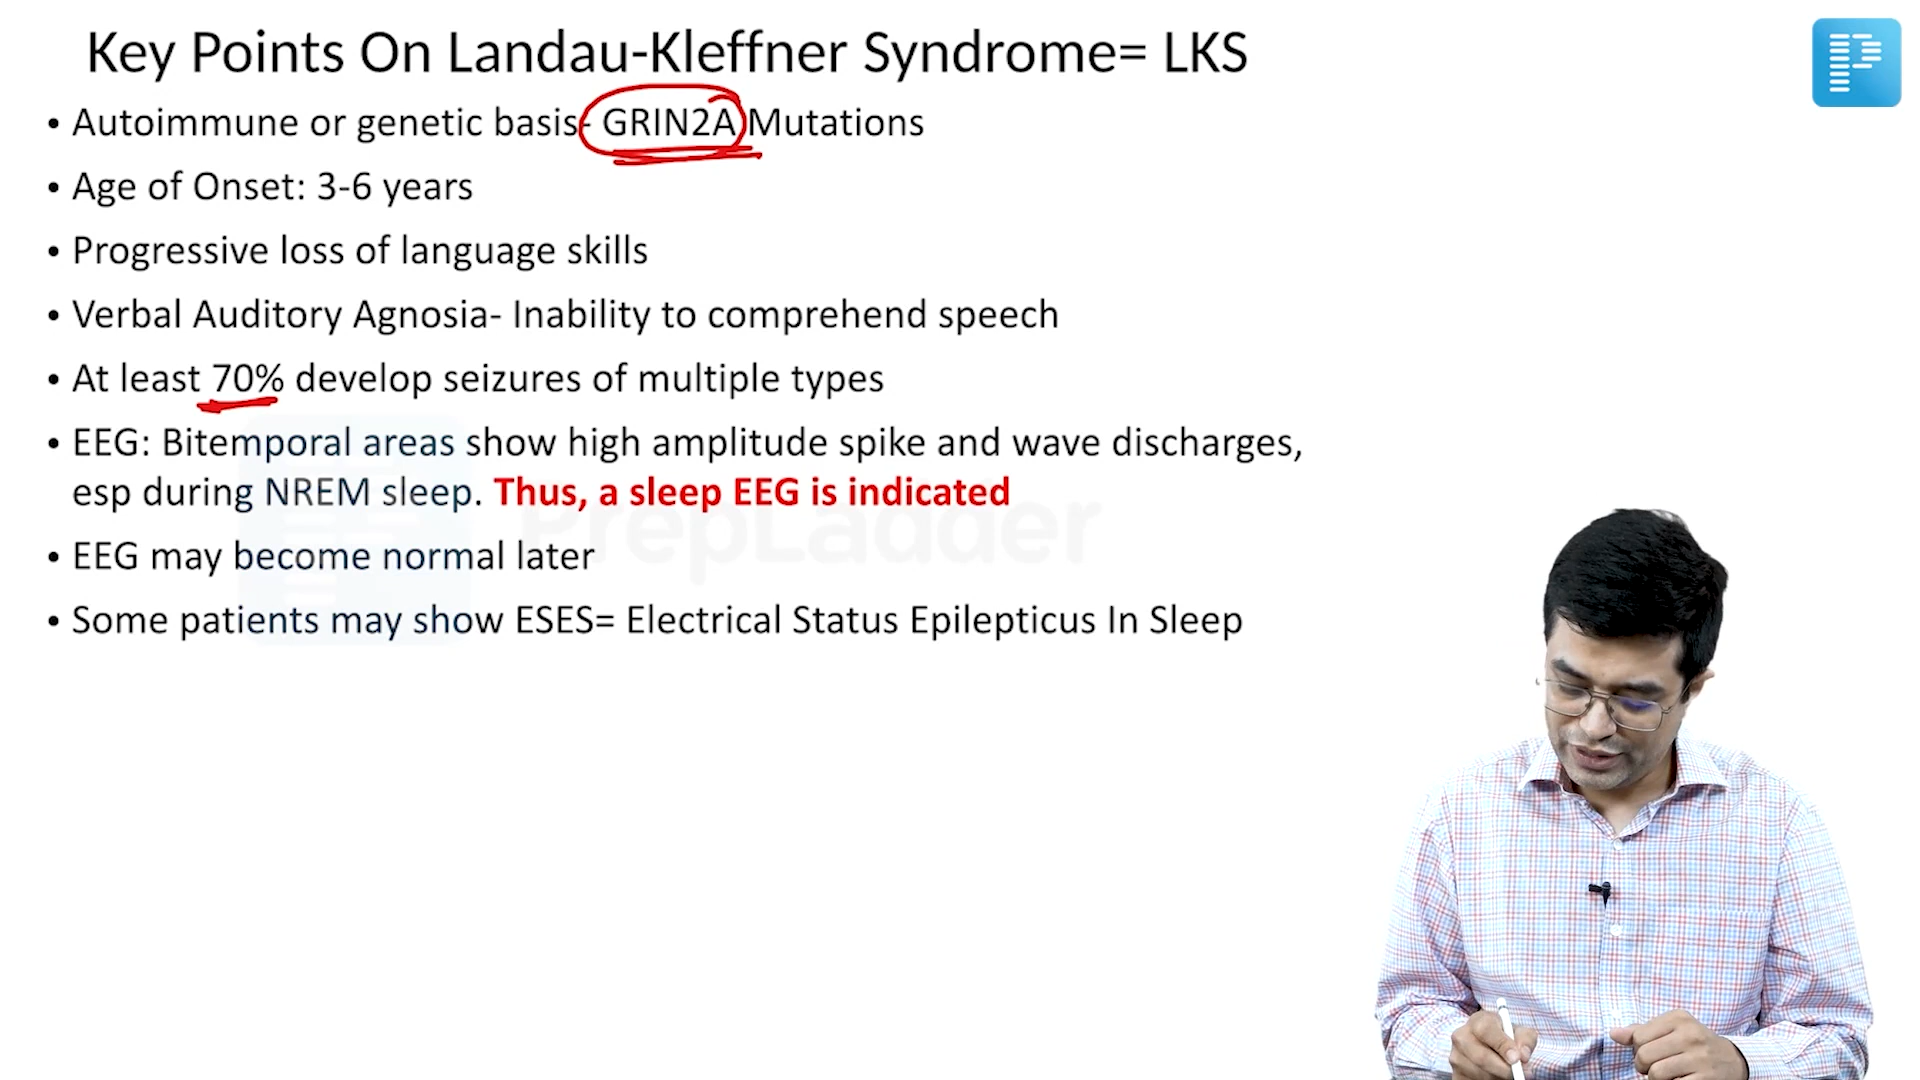 Key Points On Landau-Kleffner Syndrome= LKS
• Autoimmune or genetic basis- GRIN2A Mutations
• Age of Onset: 3-6 years
• Progressive loss of language skills
• Verbal Auditory Agnosia- Inability to comprehend speech
• At least 70% develop seizures of multiple types
• EEG: Bitemporal areas show high amplitude spike and wave discharges,
esp during NREM sleep. Thus, a sleep EEG is indicated
PrepLadder
• EEG may become normal later
• Some patients may show ESES= Electrical Status Epilepticus In Sleep